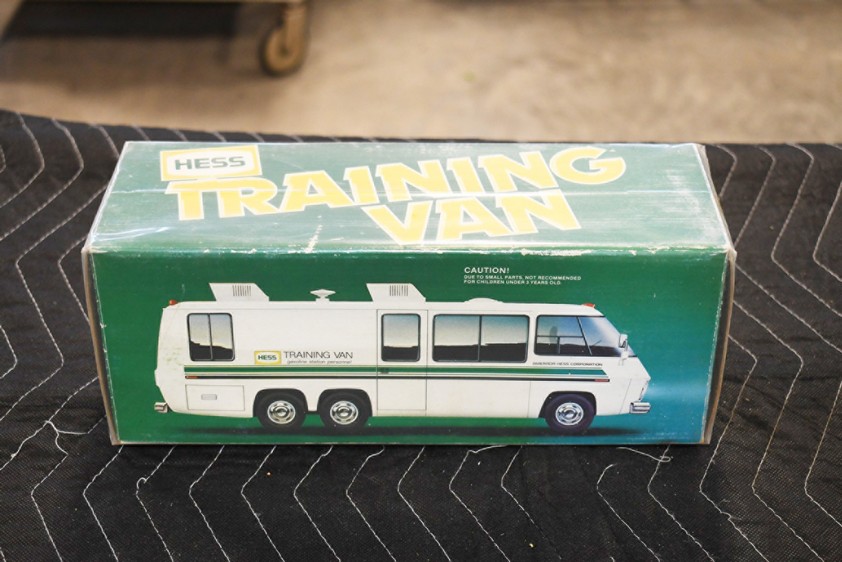 HESS
TRAINING
VAN
CAUTION!
DUE TO SMALL PARTS, NOT RECOMMENDED
FOR CHILDREN UNDER 3 YEARS OLD.
HESS TRAINING VAN
gasoline station personnel
AMERADA HESS CORPORATION